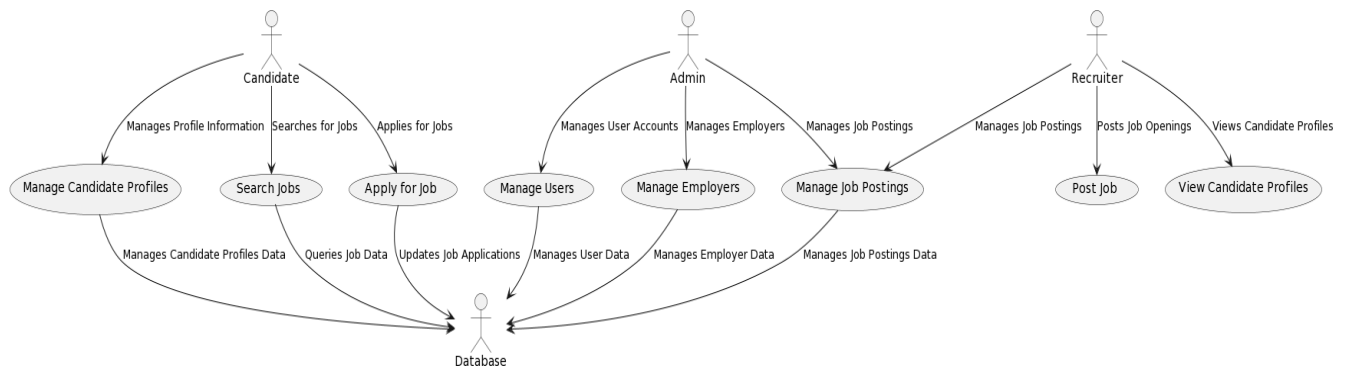 Candidate
Admin
Recruiter
Manages Profile Information
Searches for Jobs
Applies for Jobs
Manages User Accounts
Manages Employers
Manages Job Postings
Manages Job Postings
Posts Job Openings
Views Candidate Profiles
Manage Candidate Profiles
Search Jobs
Apply for Job
Manage Users
Manage Employers
Manage Job Postings
Post Job
View Candidate Profiles
Manages Candidate Profiles Data
Queries Job Data
Updates Job Applications
Manages User Data
Manages Employer Data
Manages Job Postings Data
Database